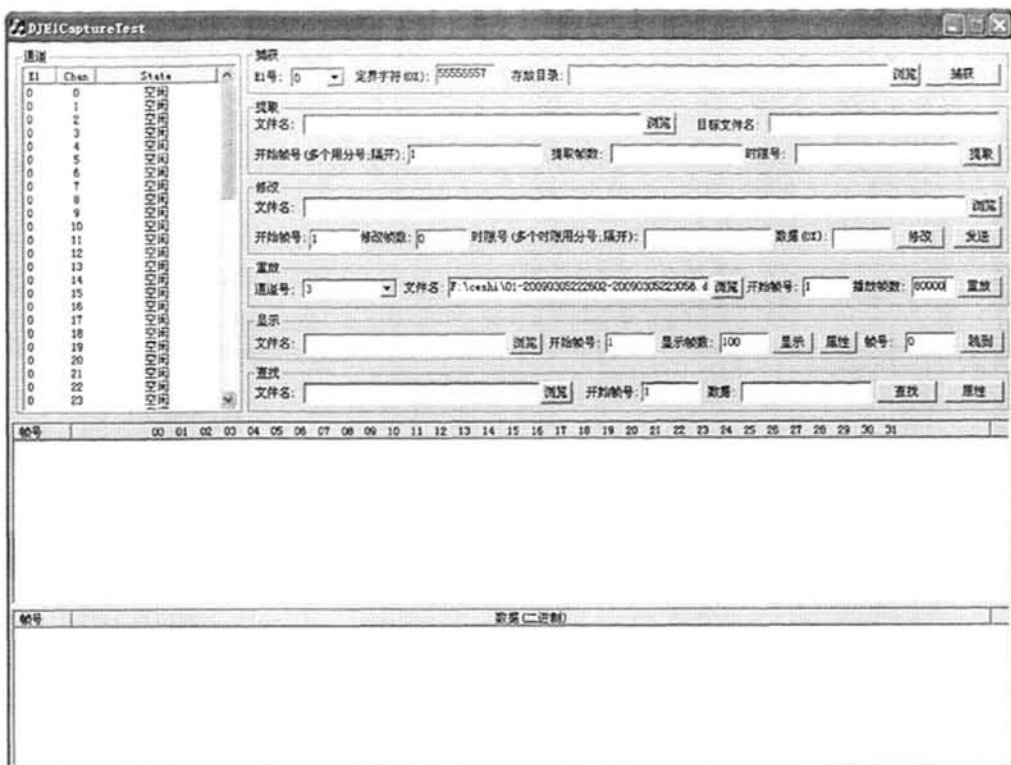 DJE1CaptureTest
通道
E1 Chan State
0 0 空闲
0 1 空闲
0 2 空闲
0 3 空闲
0 4 空闲
0 5 空闲
0 6 空闲
0 7 空闲
0 8 空闲
0 9 空闲
0 10 空闲
0 11 空闲
0 12 空闲
0 13 空闲
0 14 空闲
0 15 空闲
0 16 空闲
0 17 空闲
0 18 空闲
0 19 空闲
0 20 空闲
0 21 空闲
0 22 空闲
0 23 空闲
捕获
E1号: 0 定界字符(0X): 55555557 存放目录: 浏览 捕获
提取
文件名: 浏览 目标文件名:
开始帧号(多个用分号;隔开): 1 提取帧数: 时隙号: 提取
修改
文件名: 浏览
开始帧号: 1 修改帧数: 0 时隙号(多个时隙用分号;隔开): 数据(0X): 修改 发送
重放
通道号: 3 文件名: F:\ceshi\01-20090305222602-20090305223058.d 浏览 开始帧号: 1 播放帧数: 80000 重放
显示
文件名: 浏览 开始帧号: 1 显示帧数: 100 显示 属性 帧号: 0 跳到
查找
文件名: 浏览 开始帧号: 1 数据: 查找 属性
帧号 00 01 02 03 04 05 06 07 08 09 10 11 12 13 14 15 16 17 18 19 20 21 22 23 24 25 26 27 28 29 30 31
帧号 数据(二进制)